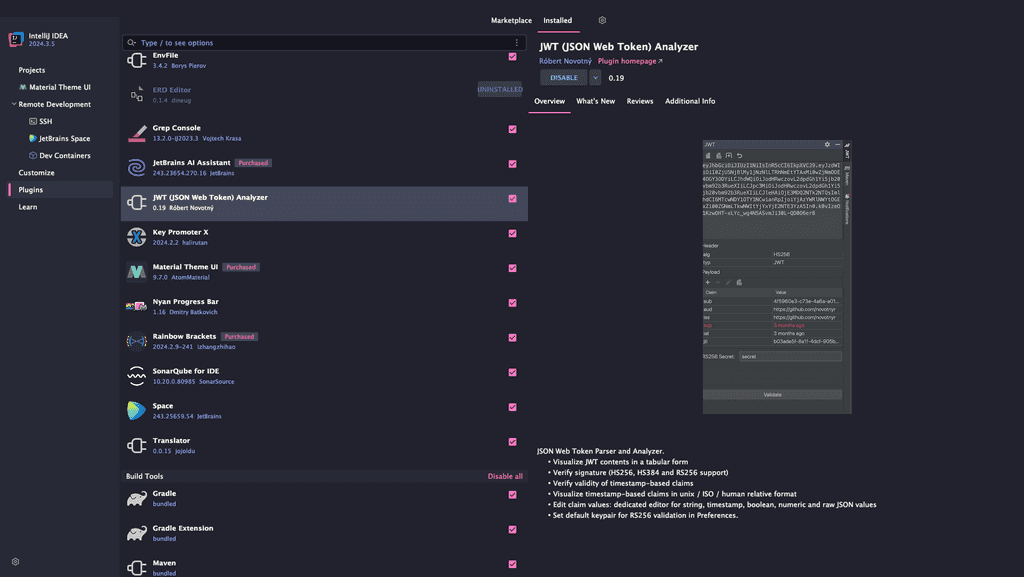 Marketplace Installed
IntelliJ IDEA
2024.3.5
Projects
Material Theme UI
Remote Development
SSH
JetBrains Space
Dev Containers
Customize
Plugins
Learn
Type / to see options
EnvFile
3.4.2 Borys Pierov
ERD Editor
0.1.4 dineug
UNINSTALLED
Grep Console
13.2.0-IJ2023.3 Vojtech Krasa
JetBrains AI Assistant Purchased
243.23654.270.16 JetBrains
JWT (JSON Web Token) Analyzer
0.19 Róbert Novotný
Key Promoter X
2024.2.2 halirutan
Material Theme UI Purchased
9.7.0 AtomMaterial
Nyan Progress Bar
1.16 Dmitry Batkovich
Rainbow Brackets Purchased
2024.2.9-241 izhangzhihao
SonarQube for IDE
10.20.0.80985 SonarSource
Space
243.25659.54 JetBrains
Translator
0.0.15 jojoldu
Build Tools Disable all
Gradle
bundled
Gradle Extension
bundled
Maven
bundled
JWT (JSON Web Token) Analyzer
Róbert Novotný Plugin homepage
DISABLE 0.19
Overview What's New Reviews Additional Info
JWT
JWT
Maven
Notifications
Header
alg HS256
typ JWT
Payload
Claim Value
sub
aud https://github.com/novotnyr
iss https://github.com/novotnyr
exp 3 months ago
iat 3 months ago
jti
HS256 Secret: secret
Validate
JSON Web Token Parser and Analyzer.
• Visualize JWT contents in a tabular form
• Verify signature (HS256, HS384 and RS256 support)
• Verify validity of timestamp-based claims
• Visualize timestamp-based claims in unix / ISO / human relative format
• Edit claim values: dedicated editor for string, timestamp, boolean, numeric and raw JSON values
• Set default keypair for RS256 validation in Preferences.